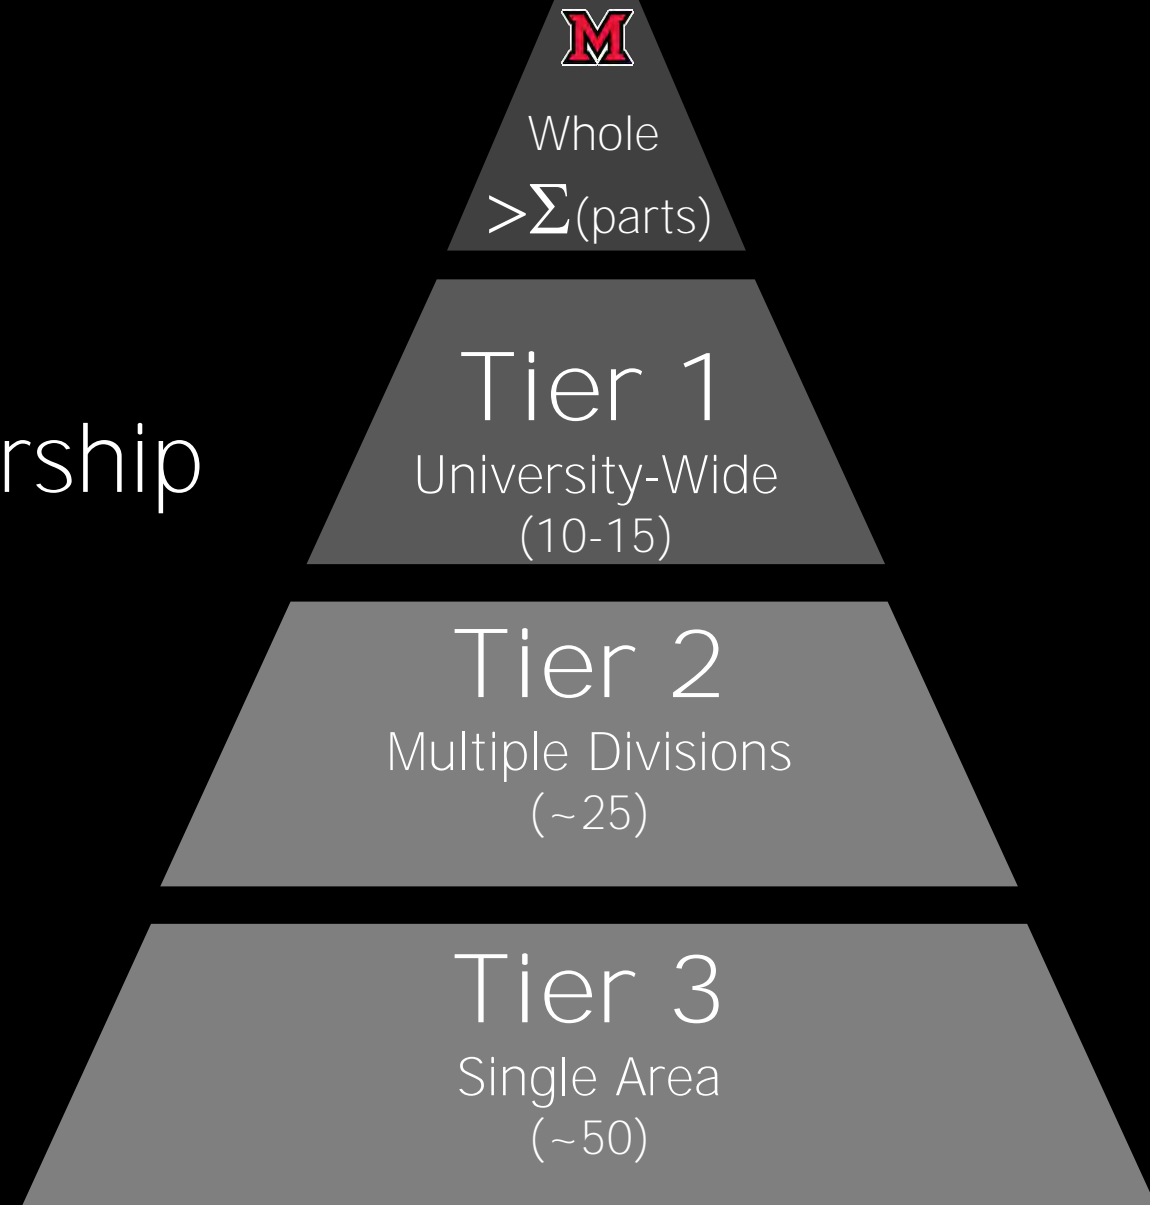 M
Whole
>Σ(parts)
Tier 1
rship
University-Wide
(10-15)
Tier 2
Multiple Divisions
(~25)
Tier 3
Single Area
(~50)